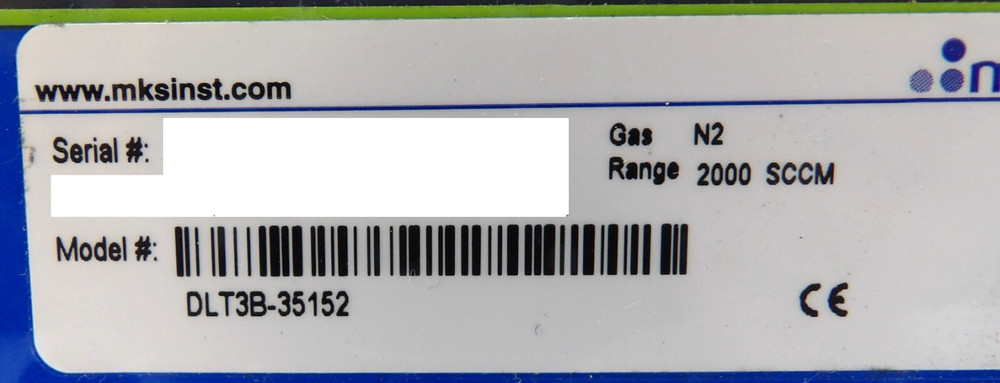 www.mksinst.com
Serial #:
Gas N2
Range 2000 SCCM
Model #:
DLT3B-35152
CE